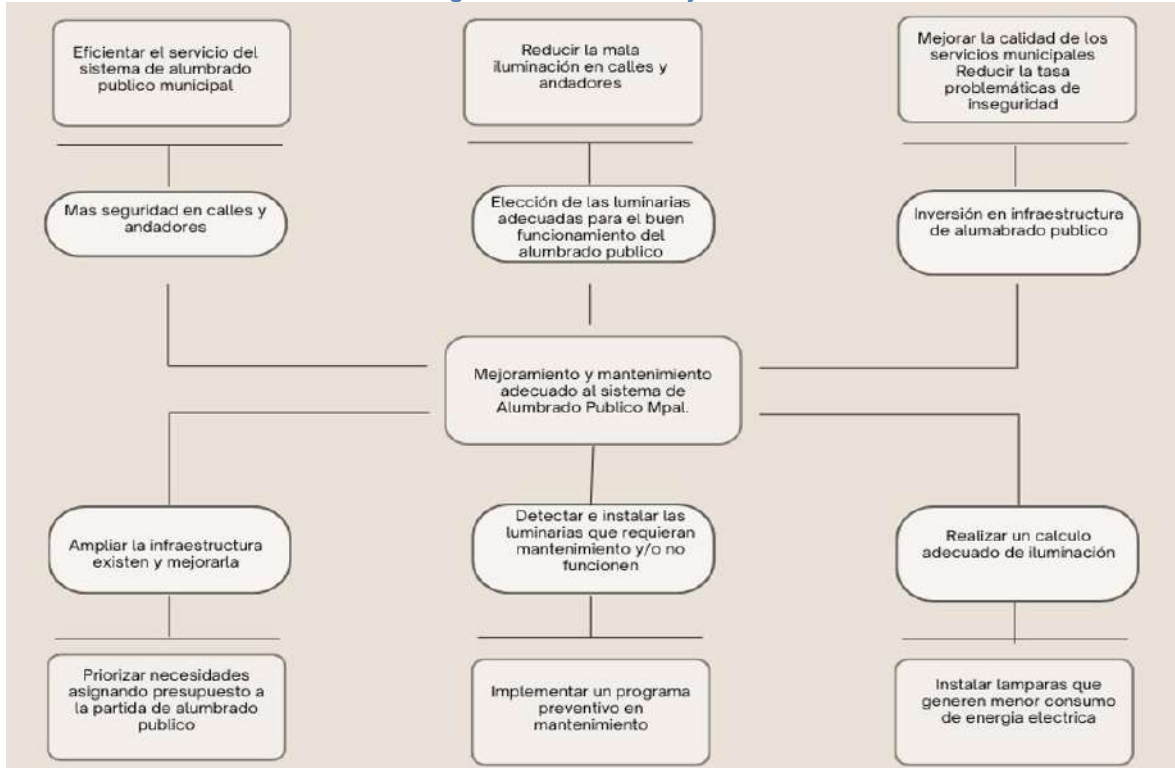 Eficientar el servicio del
sistema de alumbrado
publico municipal
Reducir la mala
iluminación en calles y
andadores
Mejorar la calidad de los
servicios municipales
Reducir la tasa
problemáticas de
inseguridad
Mas seguridad en calles y
andadores
Elección de las luminarias
adecuadas para el buen
funcionamiento del
alumbrado publico
Inversión en infraestructura
de alumabrado publico
Mejoramiento y mantenimiento
adecuado al sistema de
Alumbrado Publico Mpal.
Ampliar la infraestructura
existen y mejorarla
Detectar e instalar las
luminarias que requieran
mantenimiento y/o no
funcionen
Realizar un calculo
adecuado de iluminación
Priorizar necesidades
asignando presupuesto a
la partida de alumbrado
publico
Implementar un programa
preventivo en
mantenimiento
Instalar lamparas que
generen menor consumo
de energia electrica